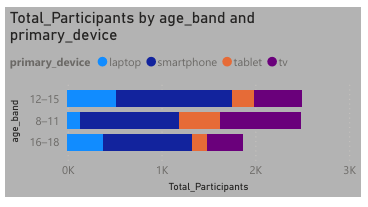 Total_Participants by age_band and
primary_device
primary_device laptop smartphone tablet tv
age_band
12–15
8–11
16–18
0K 1K 2K 3K
Total_Participants